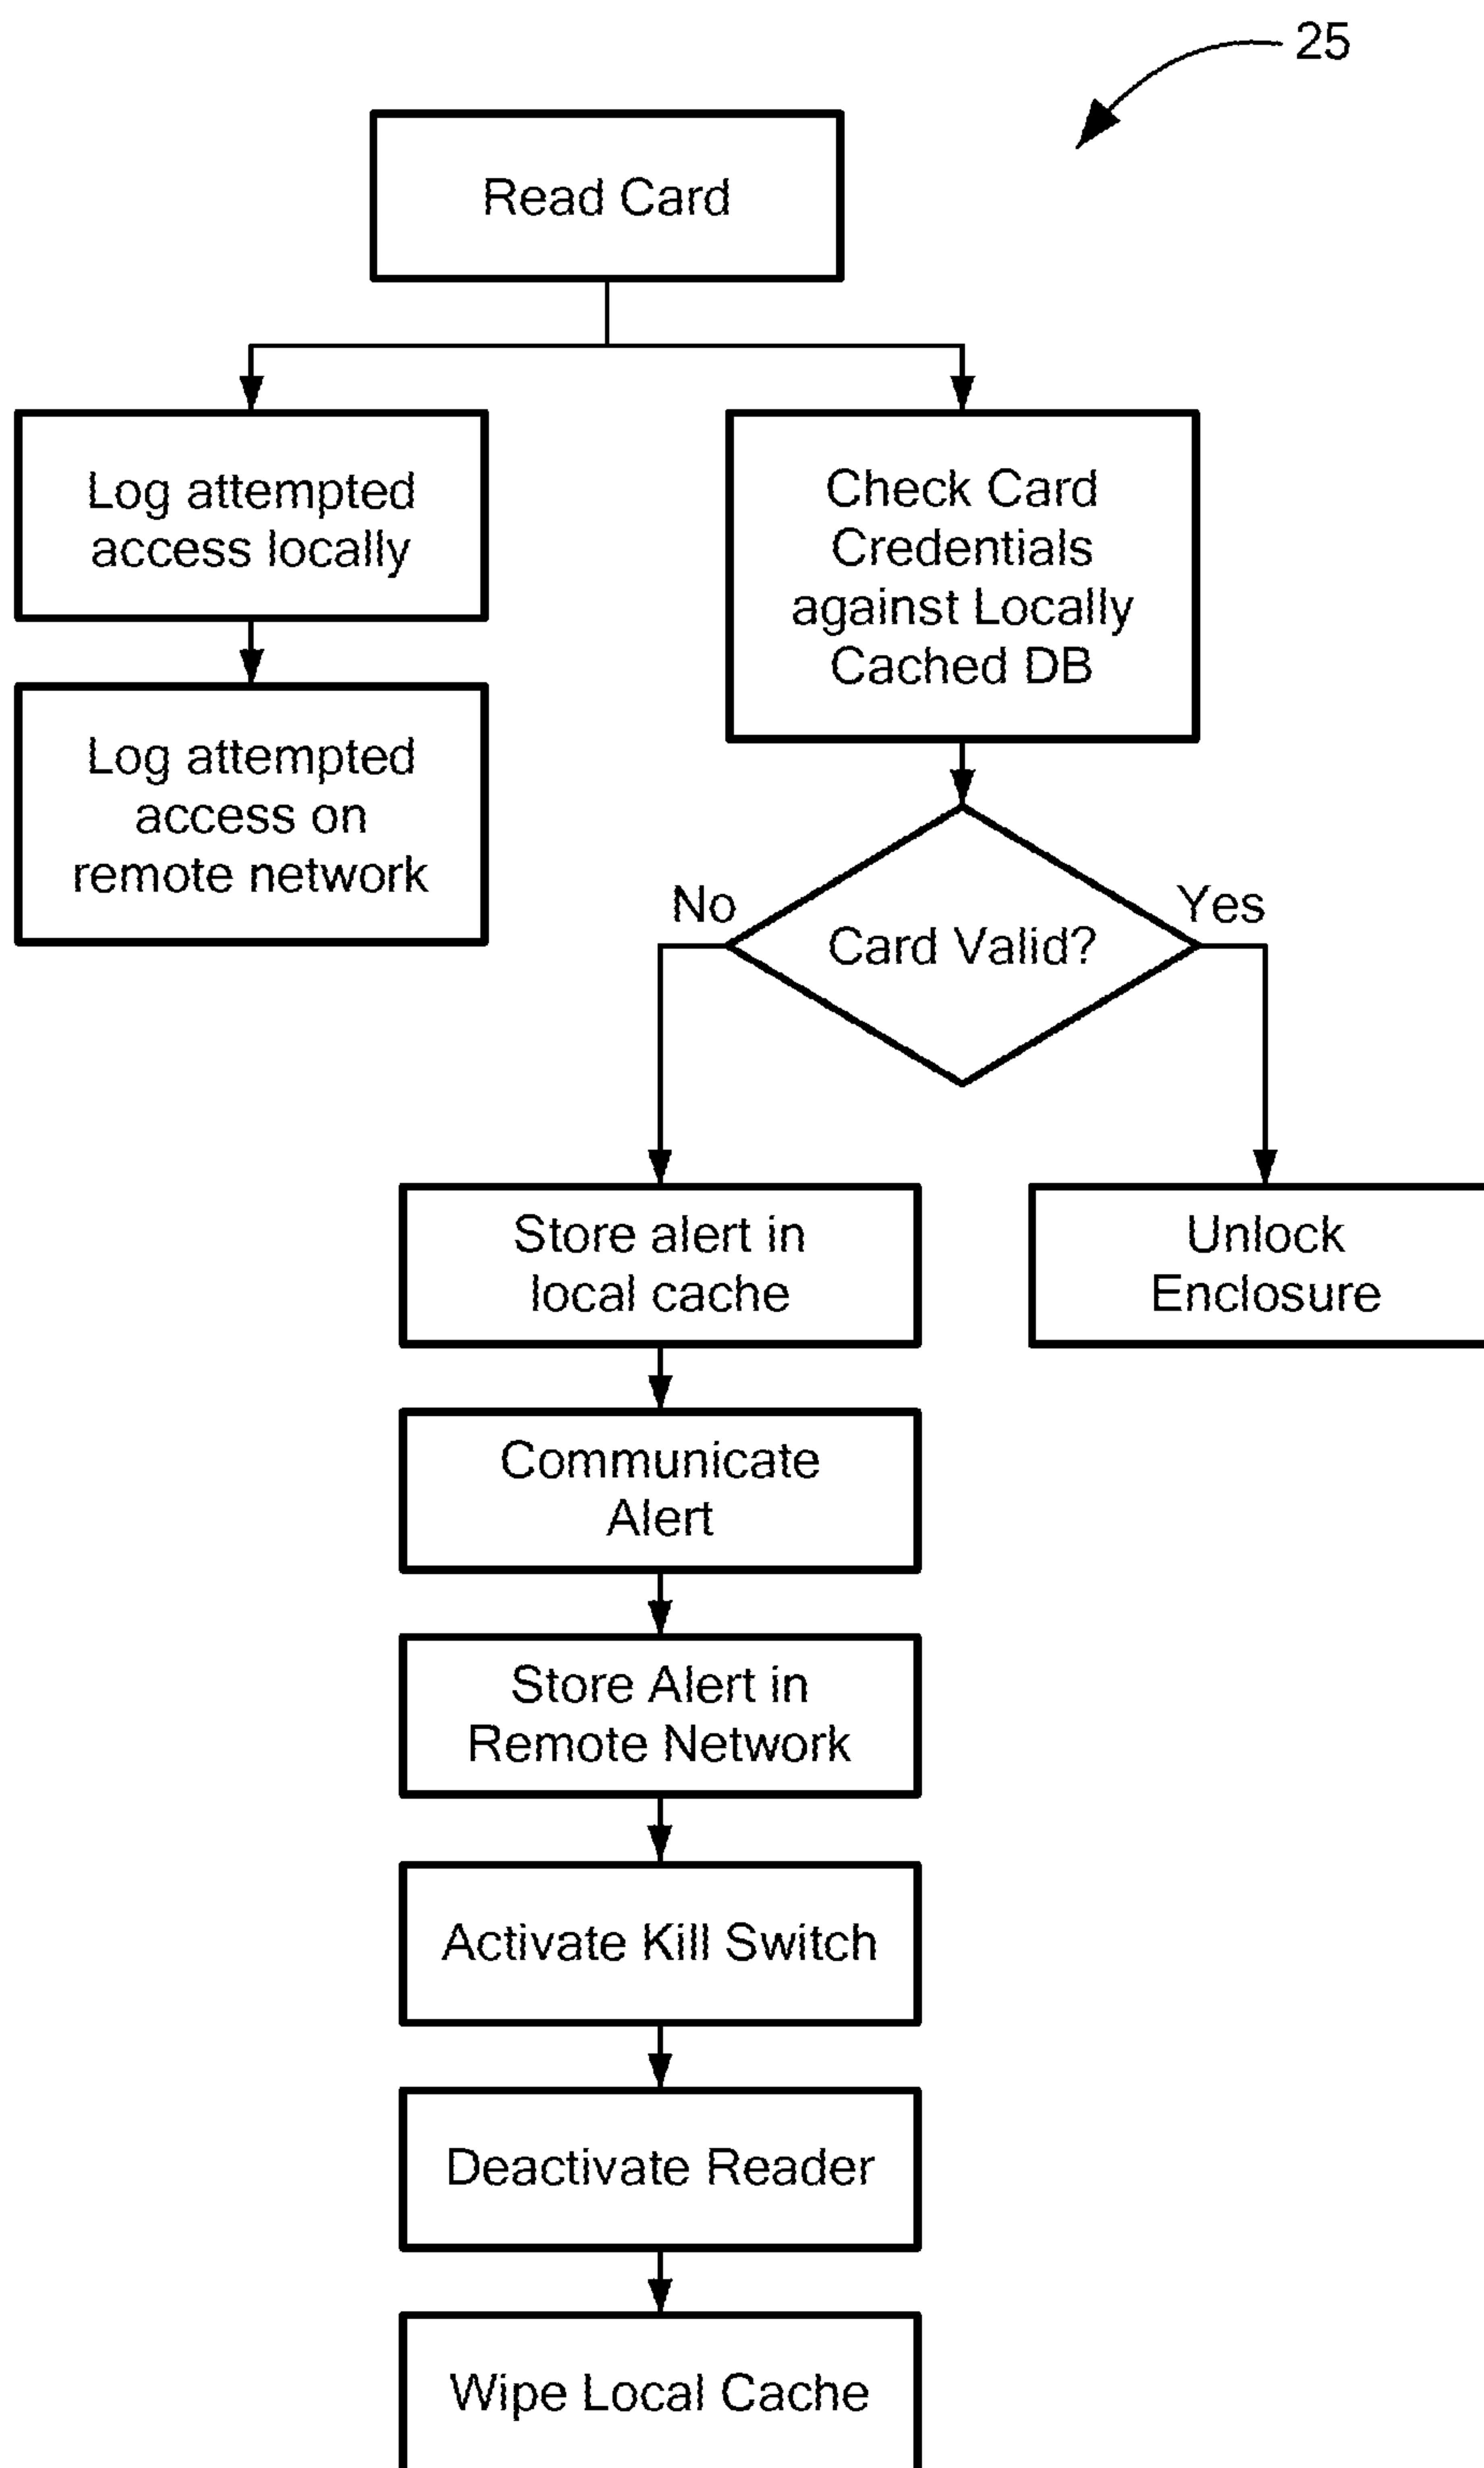 25
Read Card
Log attempted
access locally
Check Card
Credentials
against Locally
Cached DB
Log attempted
access on
remote network
No
Yes
Card Valid?
Store alert in
local cache
Unlock
Enclosure
Communicate
Alert
Store Alert in
Remote Network
Activate Kill Switch
Deactivate Reader
Wipe Local Cache